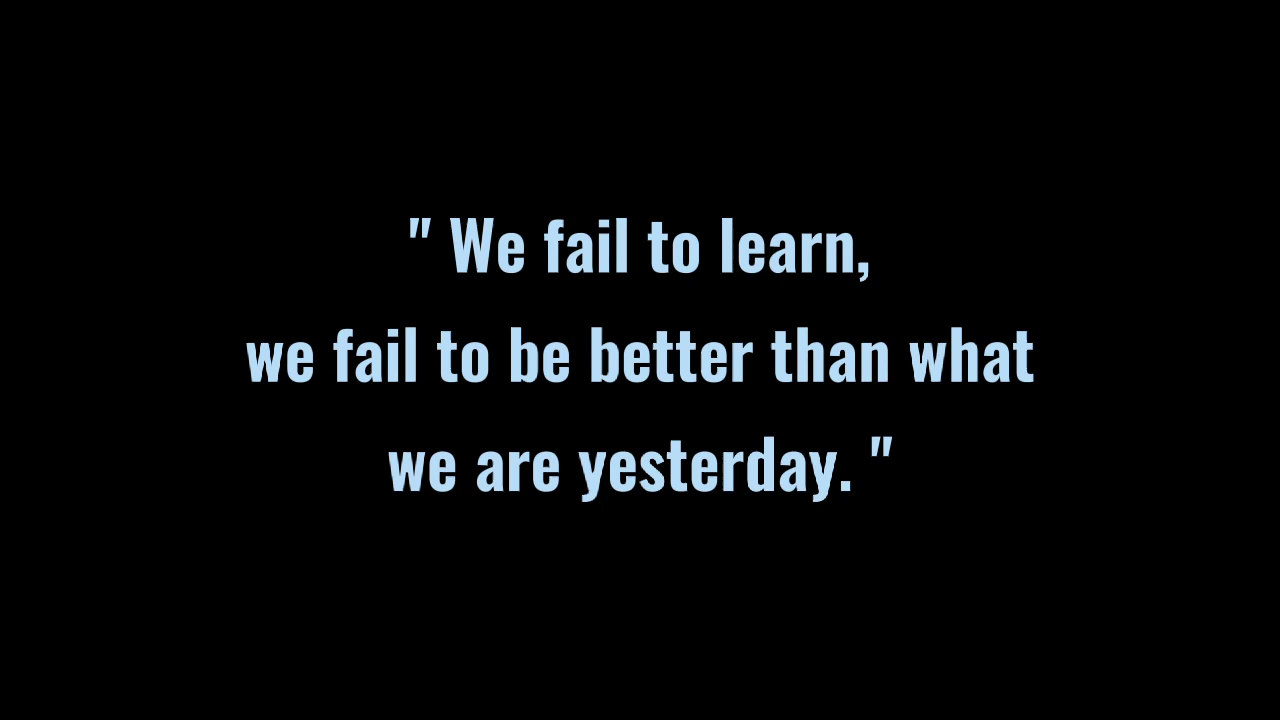 " We fail to learn,
we fail to be better than what
we are yesterday. "